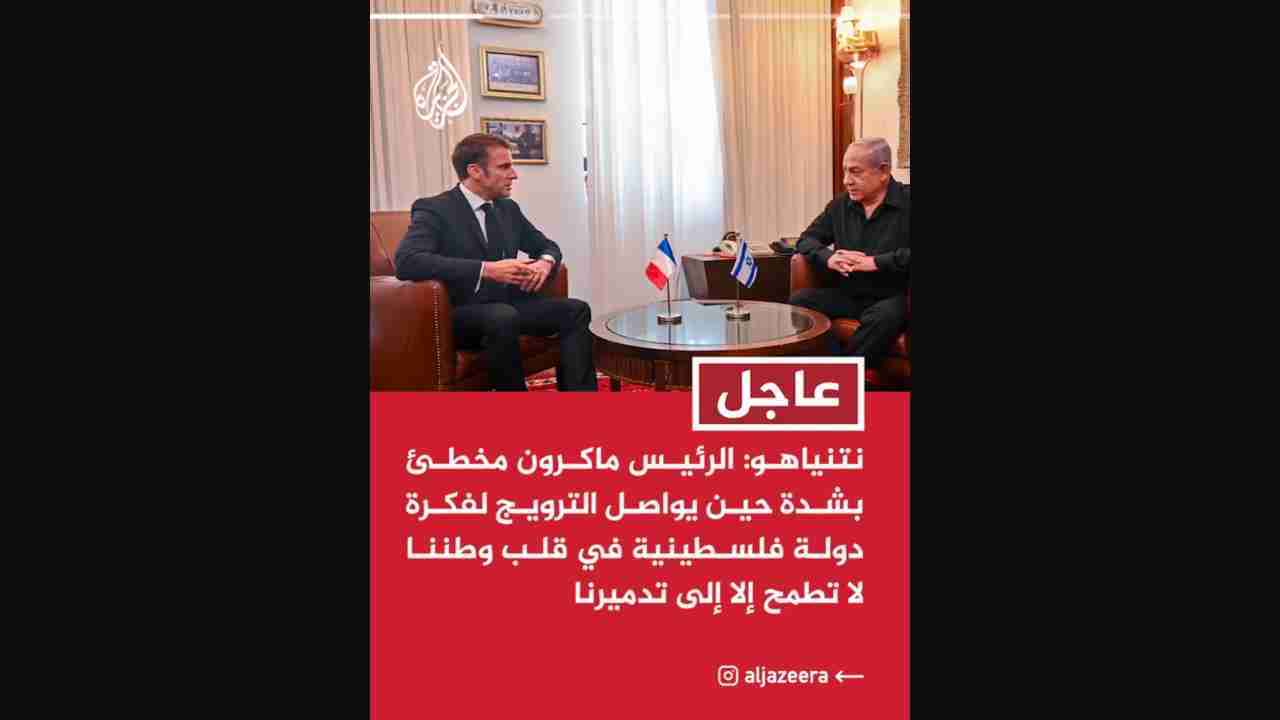 الجزيرة
عاجل
نتنياهو: الرئيس ماكرون مخطئ
بشدة حين يواصل الترويج لفكرة
دولة فلسطينية في قلب وطننا
لا تطمح إلا إلى تدميرنا
aljazeera